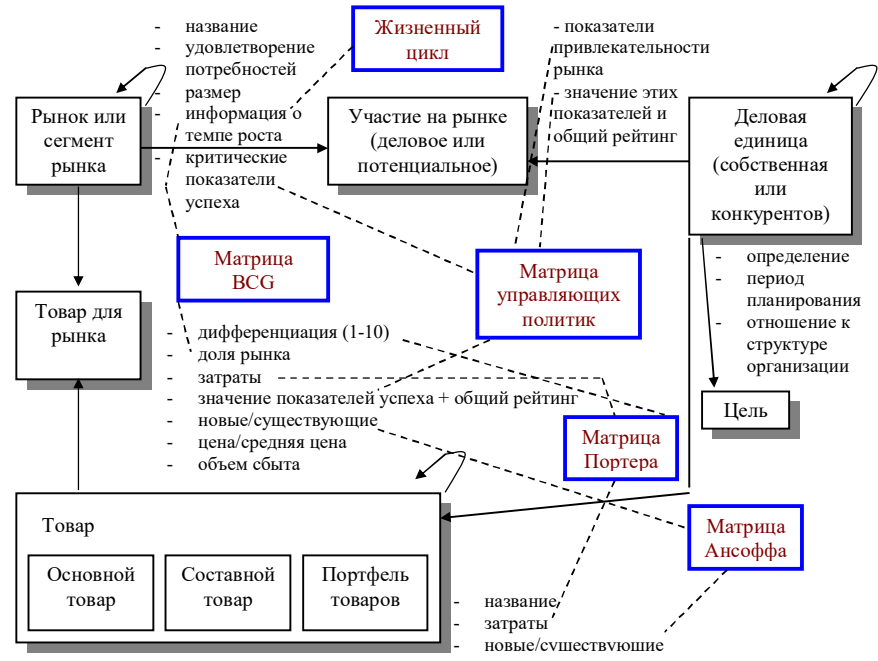 - название
- удовлетворение
потребностей
- размер
- информация о
темпе роста
- критические
показатели
успеха
Жизненный
цикл
- показатели
привлекательности
рынка
- значение этих
показателей и
общий рейтинг
Рынок или
сегмент
рынка
Участие на рынке
(деловое или
потенциальное)
Деловая
единица
(собственная
или
конкурентов)
Матрица
BCG
Матрица
управляющих
политик
- определение
- период
планирования
- отношение к
структуре
организации
Товар для
рынка
- дифференциация (1-10)
- доля рынка
- затраты
- значение показателей успеха + общий рейтинг
- новые/существующие
- цена/средняя цена
- объем сбыта
Цель
Матрица
Портера
Матрица
Ансоффа
Товар
Основной
товар
Составной
товар
Портфель
товаров
- название
- затраты
- новые/существующие